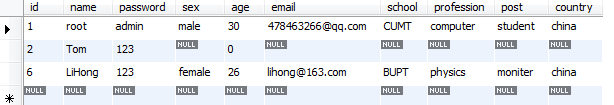 id name password sex age email school profession post country
1 root admin male 30 478463266@qq.com CUMT computer student china
2 Tom 123 NULL 0 NULL NULL NULL NULL NULL
6 LiHong 123 female 26 lihong@163.com BUPT physics moniter china
NULL NULL NULL NULL NULL NULL NULL NULL NULL NULL